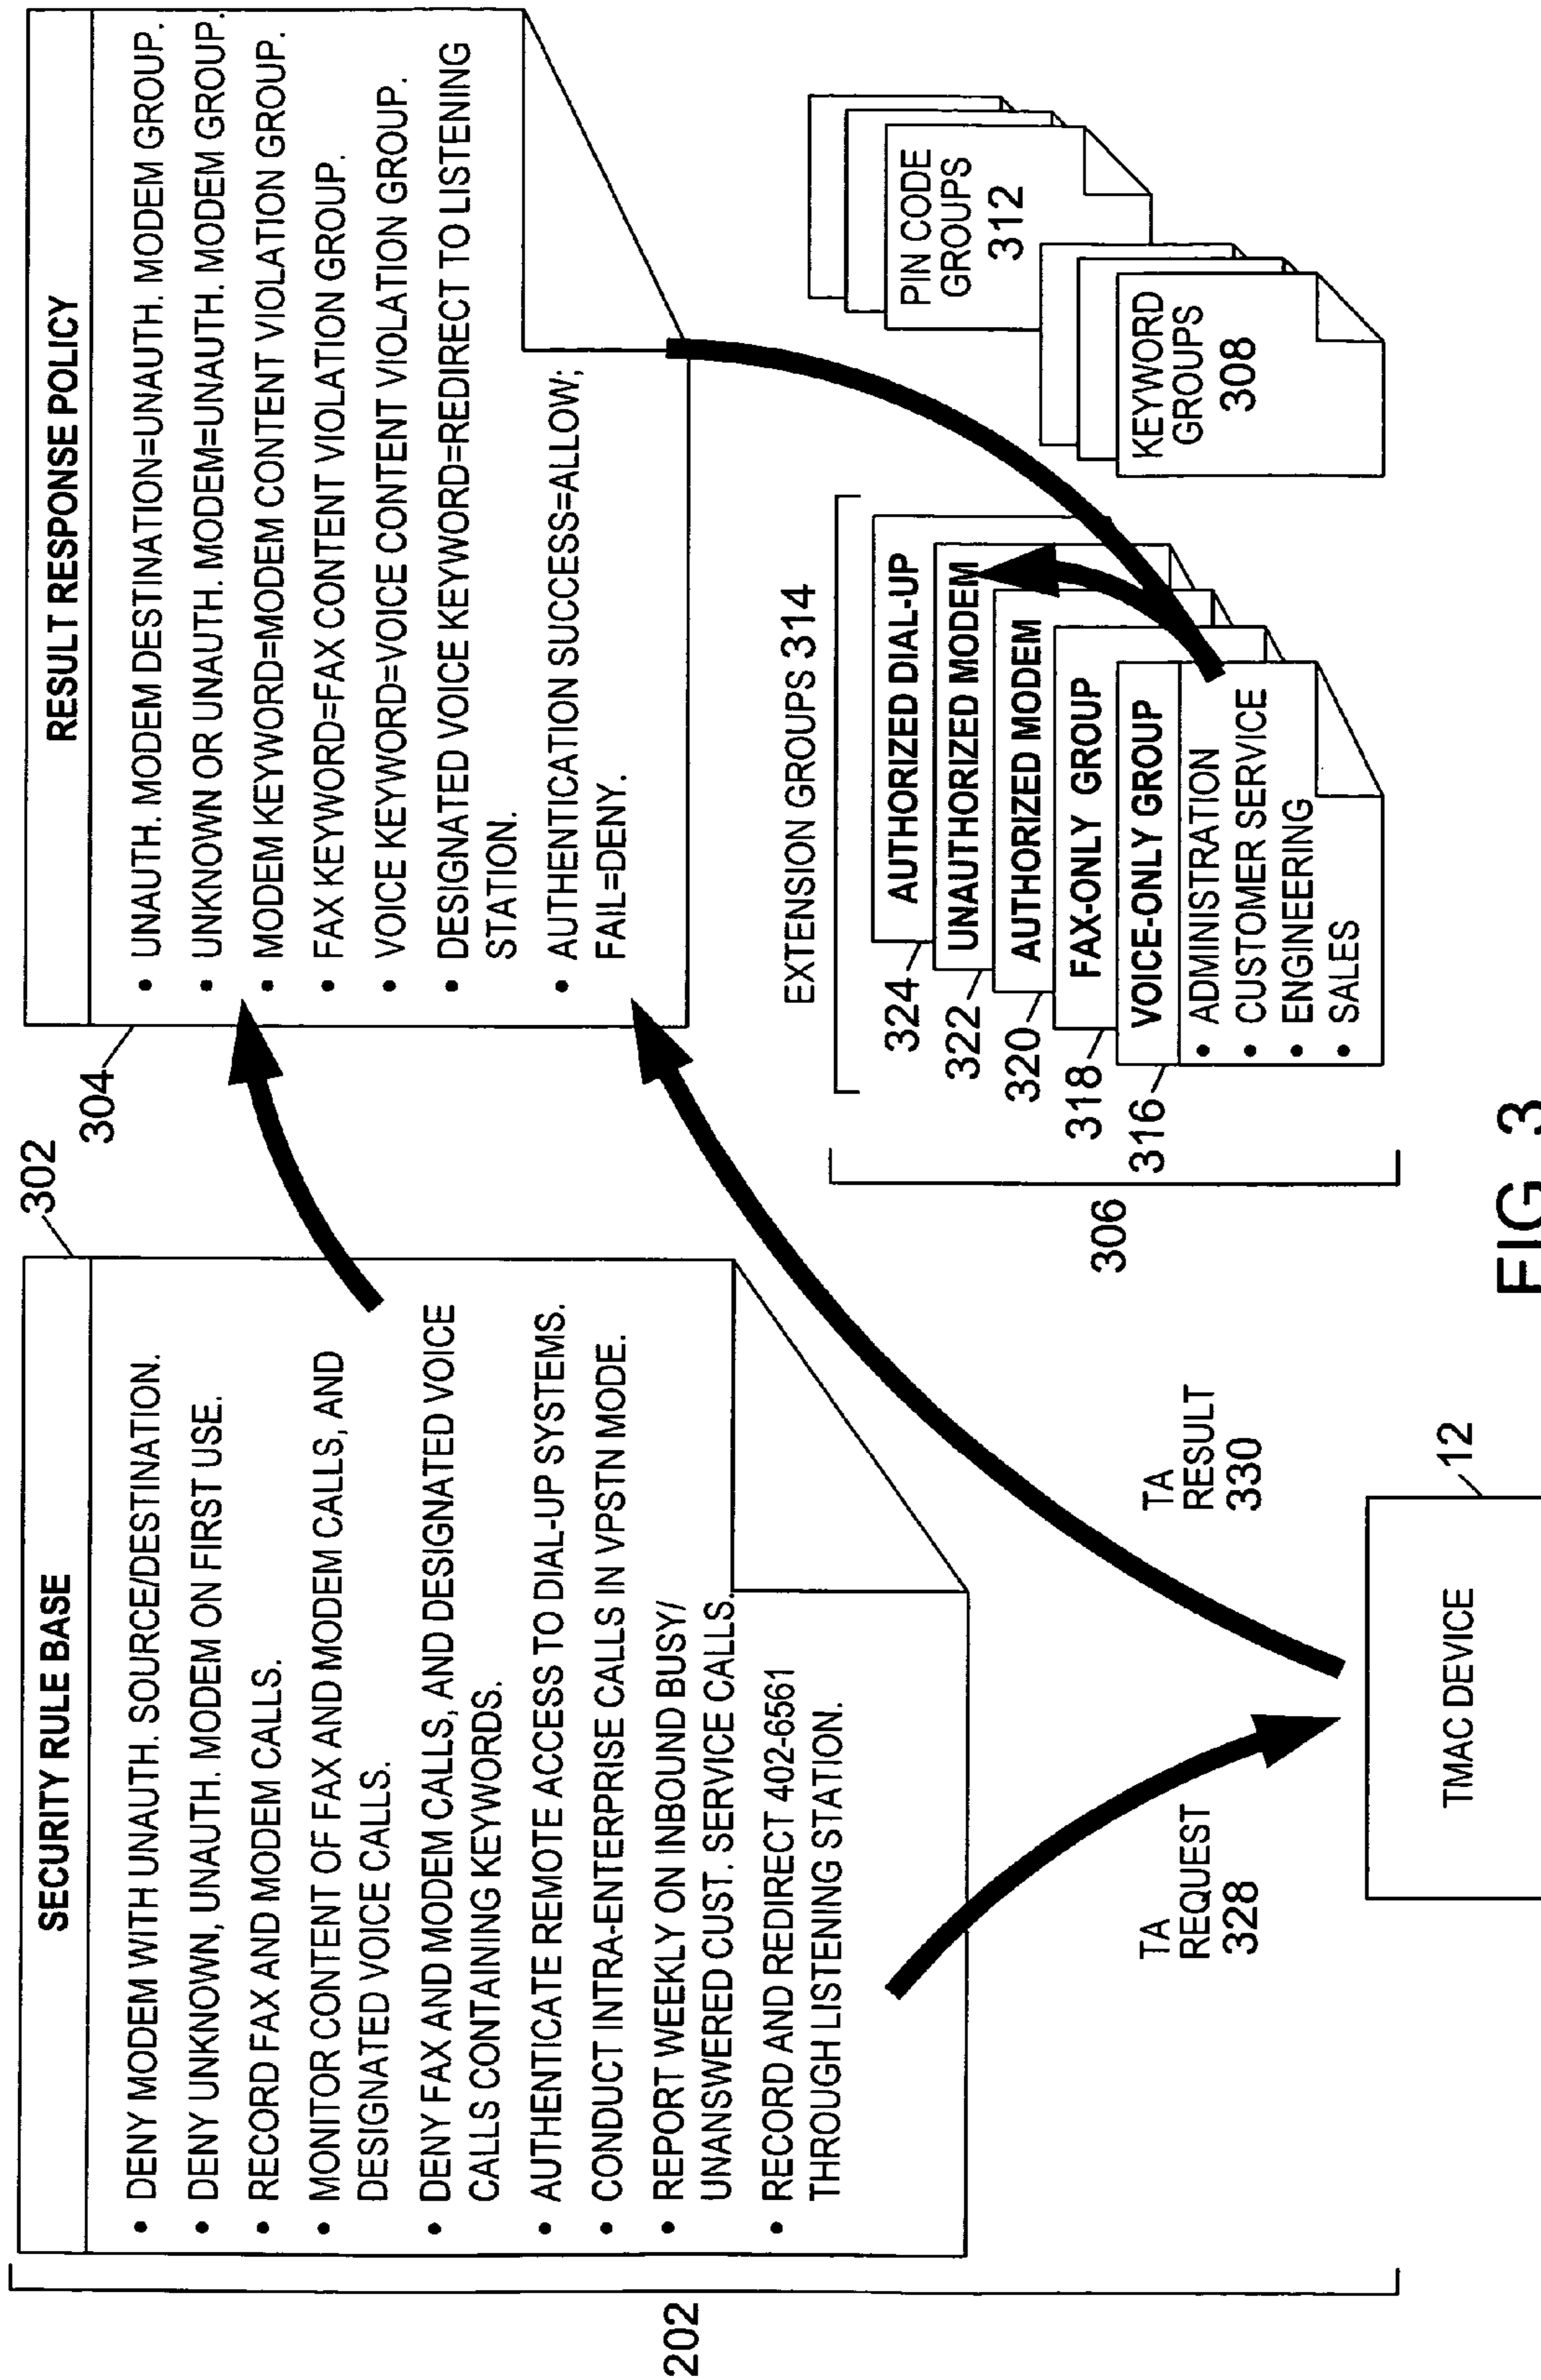 202
302
SECURITY RULE BASE
• DENY MODEM WITH UNAUTH. SOURCE/DESTINATION.
• DENY UNKNOWN, UNAUTH. MODEM ON FIRST USE.
• RECORD FAX AND MODEM CALLS.
• MONITOR CONTENT OF FAX AND MODEM CALLS, AND
DESIGNATED VOICE CALLS.
• DENY FAX AND MODEM CALLS, AND DESIGNATED VOICE
CALLS CONTAINING KEYWORDS.
• AUTHENTICATE REMOTE ACCESS TO DIAL-UP SYSTEMS.
• CONDUCT INTRA-ENTERPRISE CALLS IN VPSTN MODE.
• REPORT WEEKLY ON INBOUND BUSY/
UNANSWERED CUST. SERVICE CALLS.
• RECORD AND REDIRECT 402-6561
THROUGH LISTENING STATION.
304
RESULT RESPONSE POLICY
• UNAUTH. MODEM DESTINATION=UNAUTH. MODEM GROUP.
• UNKNOWN OR UNAUTH. MODEM=UNAUTH. MODEM GROUP.
• MODEM KEYWORD=MODEM CONTENT VIOLATION GROUP.
• FAX KEYWORD=FAX CONTENT VIOLATION GROUP.
• VOICE KEYWORD=VOICE CONTENT VIOLATION GROUP.
• DESIGNATED VOICE KEYWORD=REDIRECT TO LISTENING
STATION.
• AUTHENTICATION SUCCESS=ALLOW;
FAIL=DENY.
TA
REQUEST
328
TA
RESULT
330
TMAC DEVICE
12
306
EXTENSION GROUPS 314
324
AUTHORIZED DIAL-UP
322
UNAUTHORIZED MODEM
320
AUTHORIZED MODEM
318
FAX-ONLY GROUP
316
VOICE-ONLY GROUP
• ADMINISTRATION
• CUSTOMER SERVICE
• ENGINEERING
• SALES
PIN CODE
GROUPS
312
KEYWORD
GROUPS
308
FIG. 3